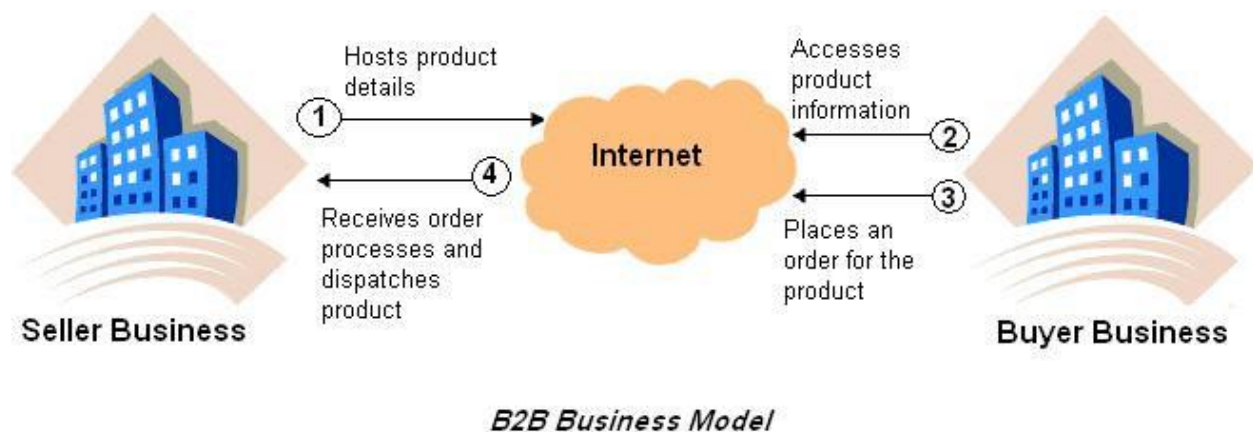 Hosts product
details
1
4
Receives order
processes and
dispatches
product
Seller Business
Internet
Accesses
product
information
2
3
Places an
order for the
product
Buyer Business
B2B Business Model